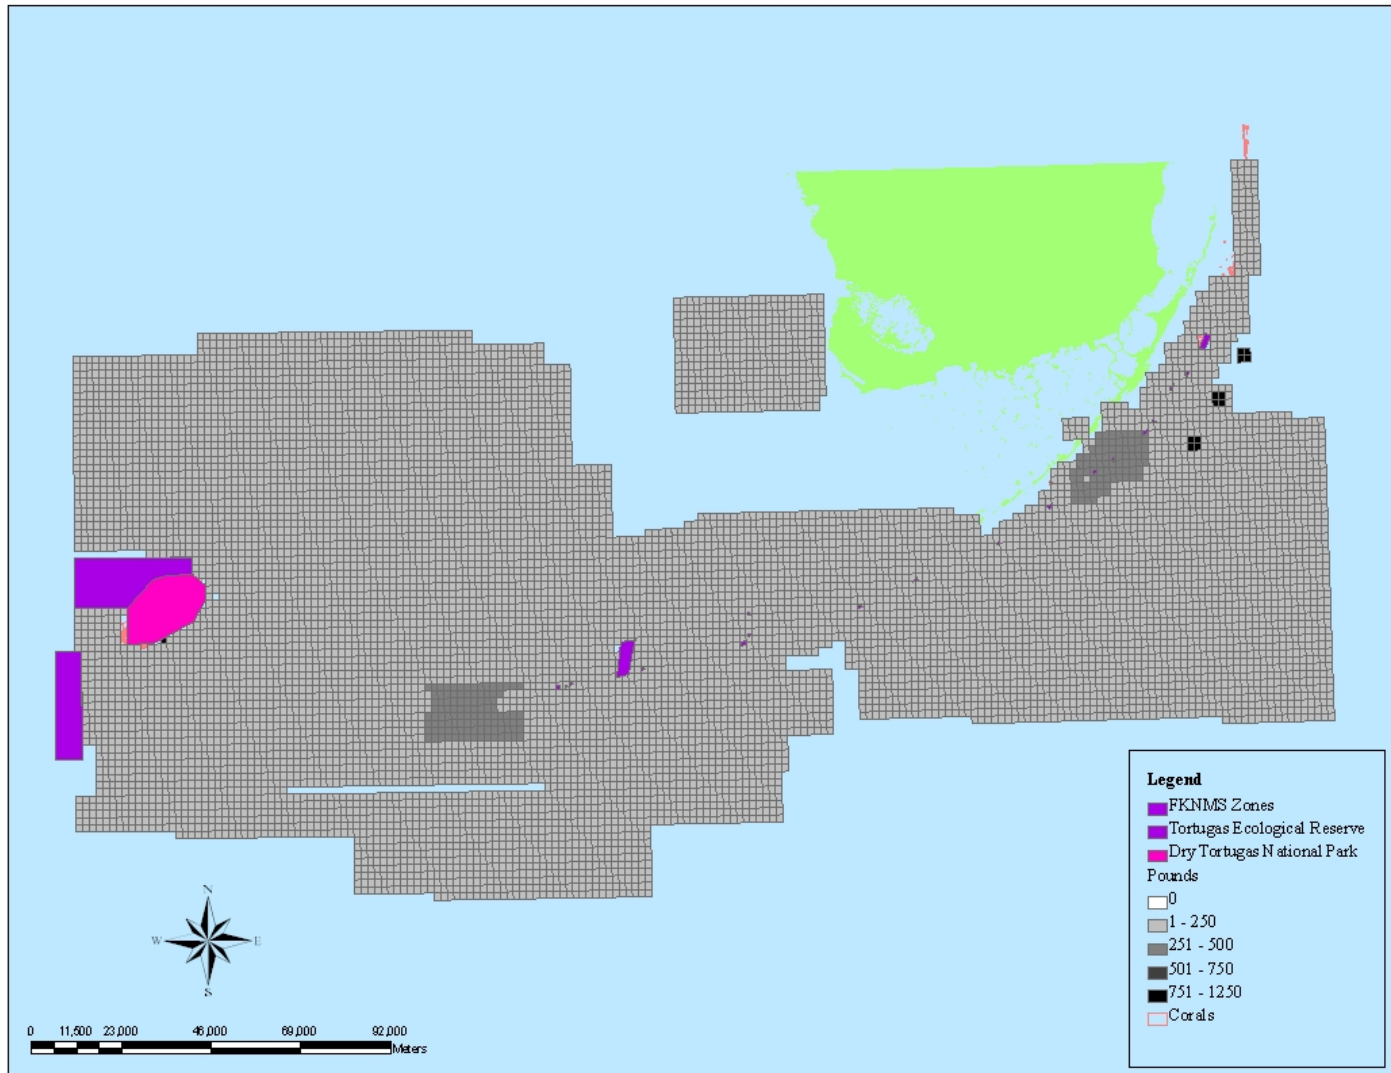 Legend
FKNMS Zones
Tortugas Ecological Reserve
Dry Tortugas National Park
Pounds
0
1 - 250
251 - 500
501 - 750
751 - 1250
Corals
N
W E
S
0 11,500 23,000 46,000 69,000 92,000
Meters